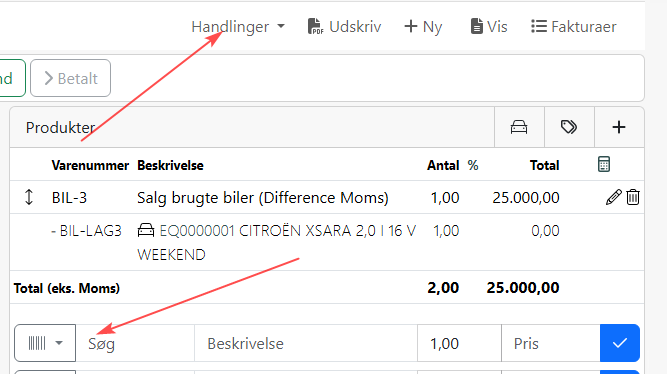 Handlinger Udskriv Ny Vis Fakturaer
Betalt
Produkter
Varenummer Beskrivelse Antal % Total
BIL-3 Salg brugte biler (Difference Moms) 1,00 25.000,00
- BIL-LAG3 EQ0000001 CITROËN XSARA 2,0 I 16 V 1,00 0,00
WEEKEND
Total (eks. Moms) 2,00 25.000,00
Søg Beskrivelse 1,00 Pris